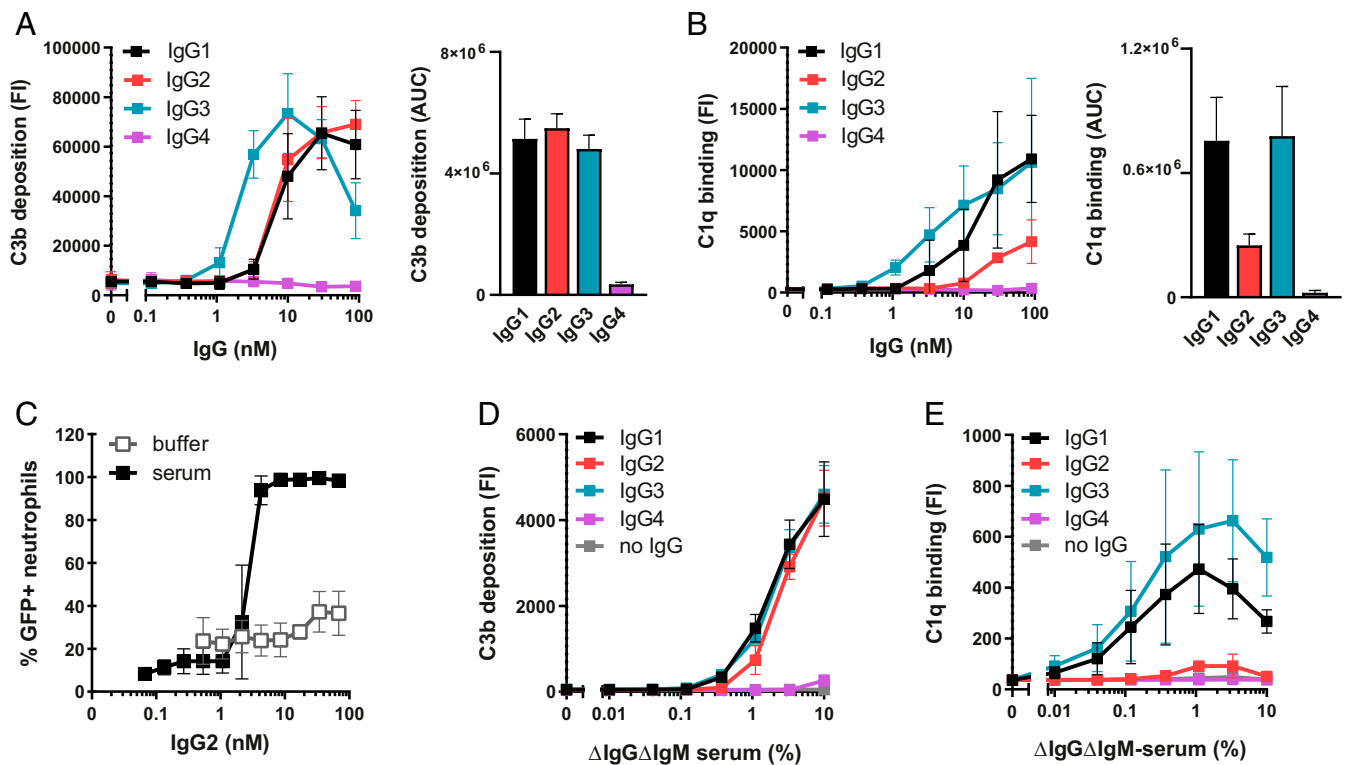 A
C3b deposition (FI)
100000
80000
60000
40000
20000
0
IgG1
IgG2
IgG3
IgG4
0 0.1 1 10 100
IgG (nM)
C3b deposititon (AUC)
8×10⁶
4×10⁶
0
IgG1 IgG2 IgG3 IgG4
B
C1q binding (FI)
20000
15000
10000
5000
0
IgG1
IgG2
IgG3
IgG4
0 0.1 1 10 100
IgG (nM)
C1q binding (AUC)
1.2×10⁶
0.6×10⁶
0
IgG1 IgG2 IgG3 IgG4
C
% GFP+ neutrophils
120
100
80
60
40
20
0
buffer
serum
0 0.1 1 10 100
IgG2 (nM)
D
C3b deposition (FI)
6000
4000
2000
0
IgG1
IgG2
IgG3
IgG4
no IgG
0 0.01 0.1 1 10
ΔIgGΔIgM serum (%)
E
C1q binding (FI)
1000
800
600
400
200
0
IgG1
IgG2
IgG3
IgG4
no IgG
0 0.01 0.1 1 10
ΔIgGΔIgM-serum (%)